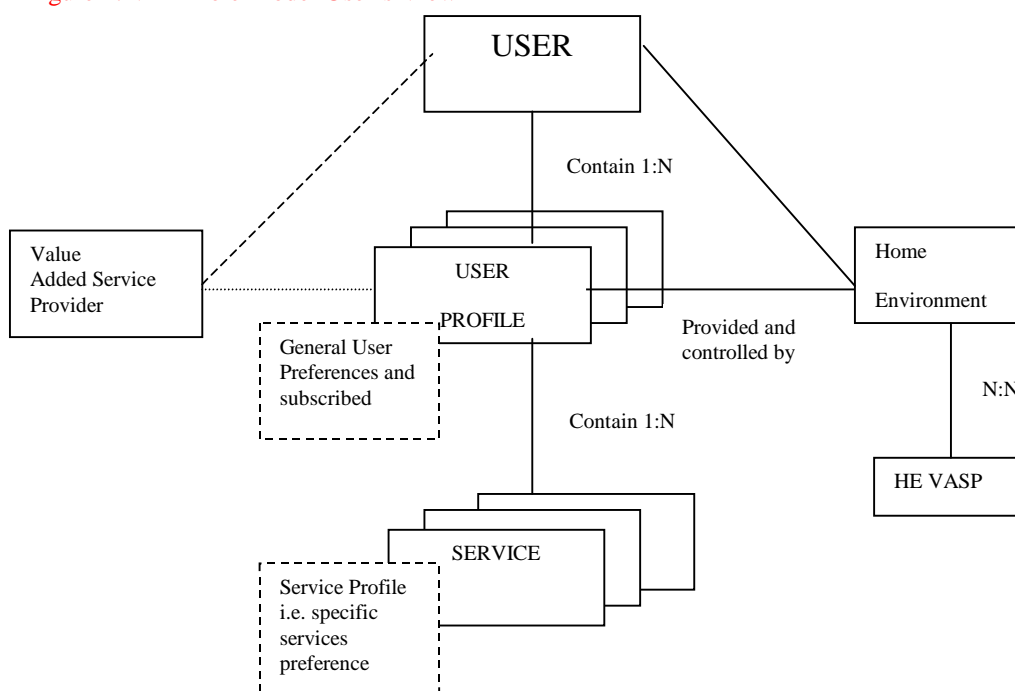 USER
Contain 1:N
Value
Added Service
Provider
USER
PROFILE
Home
Environment
Provided and
controlled by
General User
Preferences and
subscribed
N:N
Contain 1:N
HE VASP
SERVICE
Service Profile
i.e. specific
services
preference